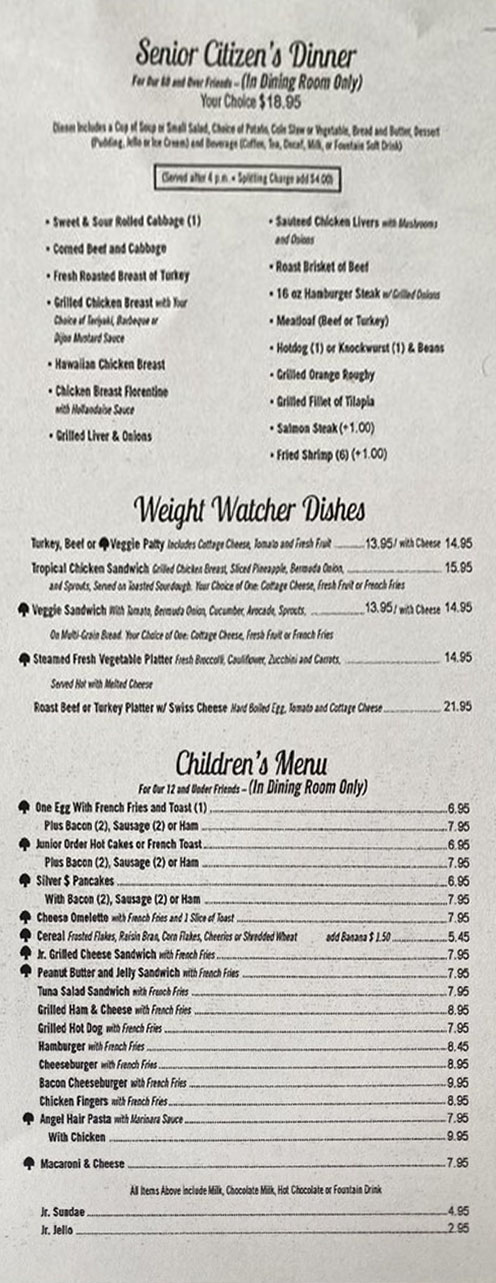 Senior Citizen's Dinner
For Our 60 and Over Friends – (In Dining Room Only)
Your Choice $18.95
Dinner Includes a Cup of Soup or Small Salad, Choice of Potato, Cole Slaw or Vegetable, Bread and Butter, Dessert
(Pudding, Jello or Ice Cream) and Beverage (Coffee, Tea, Decaf, Milk, or Fountain Soft Drink)
(Served after 4 p.m. • Splitting Charge add $4.00)
• Sweet & Sour Rolled Cabbage (1)
• Corned Beef and Cabbage
• Fresh Roasted Breast of Turkey
• Grilled Chicken Breast with Your
Choice of Teriyaki, Barbeque or
Dijon Mustard Sauce
• Hawaiian Chicken Breast
• Chicken Breast Florentine
with Hollandaise Sauce
• Grilled Liver & Onions
• Sauteed Chicken Livers with Mushrooms
and Onions
• Roast Brisket of Beef
• 16 oz Hamburger Steak w/ Grilled Onions
• Meatloaf (Beef or Turkey)
• Hotdog (1) or Knockwurst (1) & Beans
• Grilled Orange Roughy
• Grilled Fillet of Tilapia
• Salmon Steak (+1.00)
• Fried Shrimp (6) (+1.00)
Weight Watcher Dishes
Turkey, Beef or Veggie Patty Includes Cottage Cheese, Tomato and Fresh Fruit 13.95/ with Cheese 14.95
Tropical Chicken Sandwich Grilled Chicken Breast, Sliced Pineapple, Bermuda Onion, 15.95
and Sprouts, Served on Toasted Sourdough. Your Choice of One: Cottage Cheese, Fresh Fruit or French Fries
Veggie Sandwich With Tomato, Bermuda Onion, Cucumber, Avocado, Sprouts, 13.95/ with Cheese 14.95
On Multi-Grain Bread. Your Choice of One: Cottage Cheese, Fresh Fruit or French Fries
Steamed Fresh Vegetable Platter Fresh Broccoli, Cauliflower, Zucchini and Carrots, 14.95
Served Hot with Melted Cheese
Roast Beef or Turkey Platter w/ Swiss Cheese Hard Boiled Egg, Tomato and Cottage Cheese 21.95
Children's Menu
For Our 12 and Under Friends – (In Dining Room Only)
One Egg With French Fries and Toast (1) 6.95
Plus Bacon (2), Sausage (2) or Ham 7.95
Junior Order Hot Cakes or French Toast 6.95
Plus Bacon (2), Sausage (2) or Ham 7.95
Silver $ Pancakes 6.95
With Bacon (2), Sausage (2) or Ham 7.95
Cheese Omelette with French Fries and 1 Slice of Toast 7.95
Cereal Frosted Flakes, Raisin Bran, Corn Flakes, Cheerios or Shredded Wheat add Banana $ 1.50 5.45
Jr. Grilled Cheese Sandwich with French Fries 7.95
Peanut Butter and Jelly Sandwich with French Fries 7.95
Tuna Salad Sandwich with French Fries 7.95
Grilled Ham & Cheese with French Fries 8.95
Grilled Hot Dog with French Fries 7.95
Hamburger with French Fries 8.45
Cheeseburger with French Fries 8.95
Bacon Cheeseburger with French Fries 9.95
Chicken Fingers with French Fries 8.95
Angel Hair Pasta with Marinara Sauce 7.95
With Chicken 9.95
Macaroni & Cheese 7.95
All Items Above Include Milk, Chocolate Milk, Hot Chocolate or Fountain Drink
Jr. Sundae 4.95
Jr. Jello 2.95